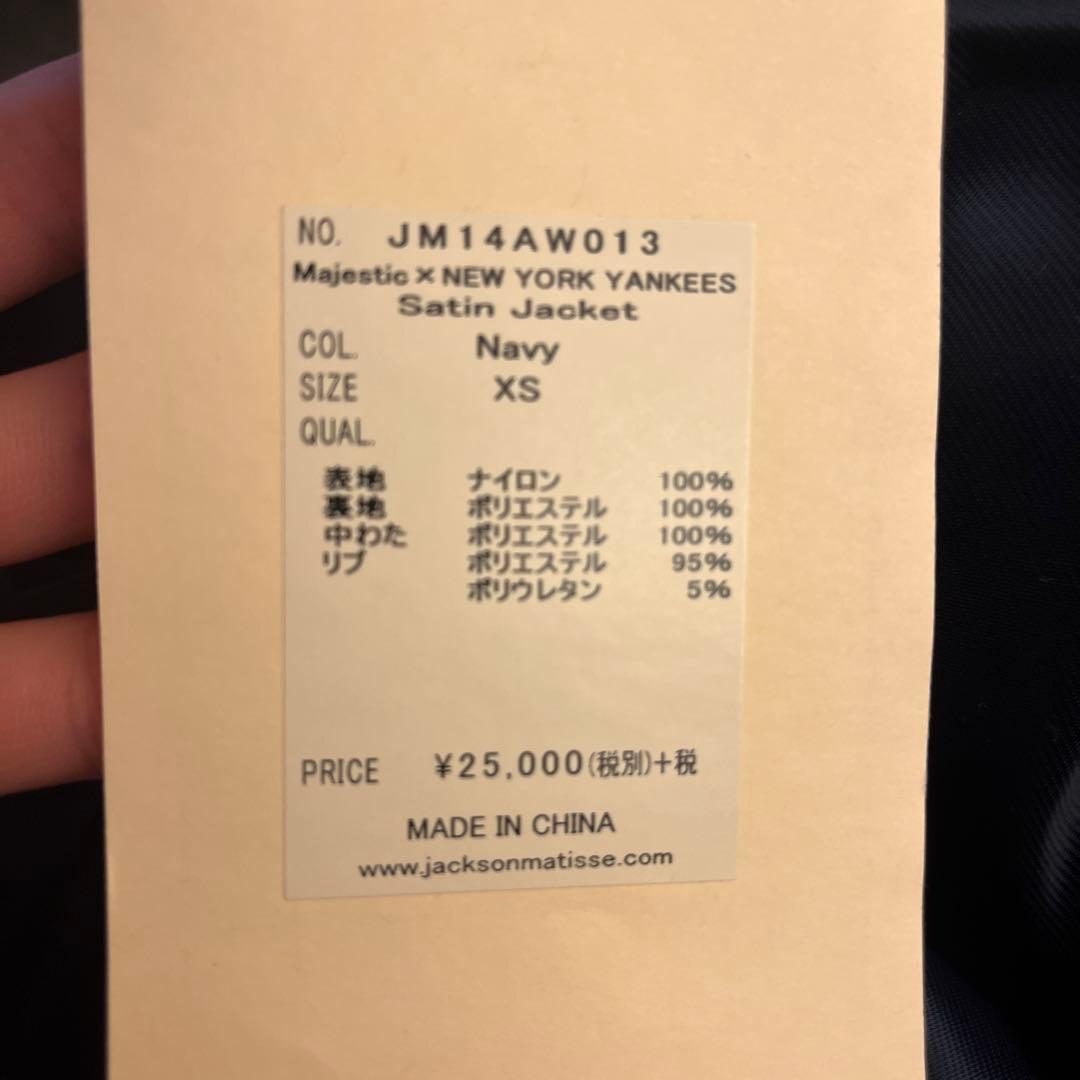 NO. JM14AW013
Majestic×NEW YORK YANKEES
Satin Jacket
COL. Navy
SIZE XS
QUAL.
表地 ナイロン 100%
裏地 ポリエステル 100%
中わた ポリエステル 100%
リブ ポリエステル 95%
ポリウレタン 5%
PRICE ¥25,000(税別)+税
MADE IN CHINA
www.jacksonmatisse.com